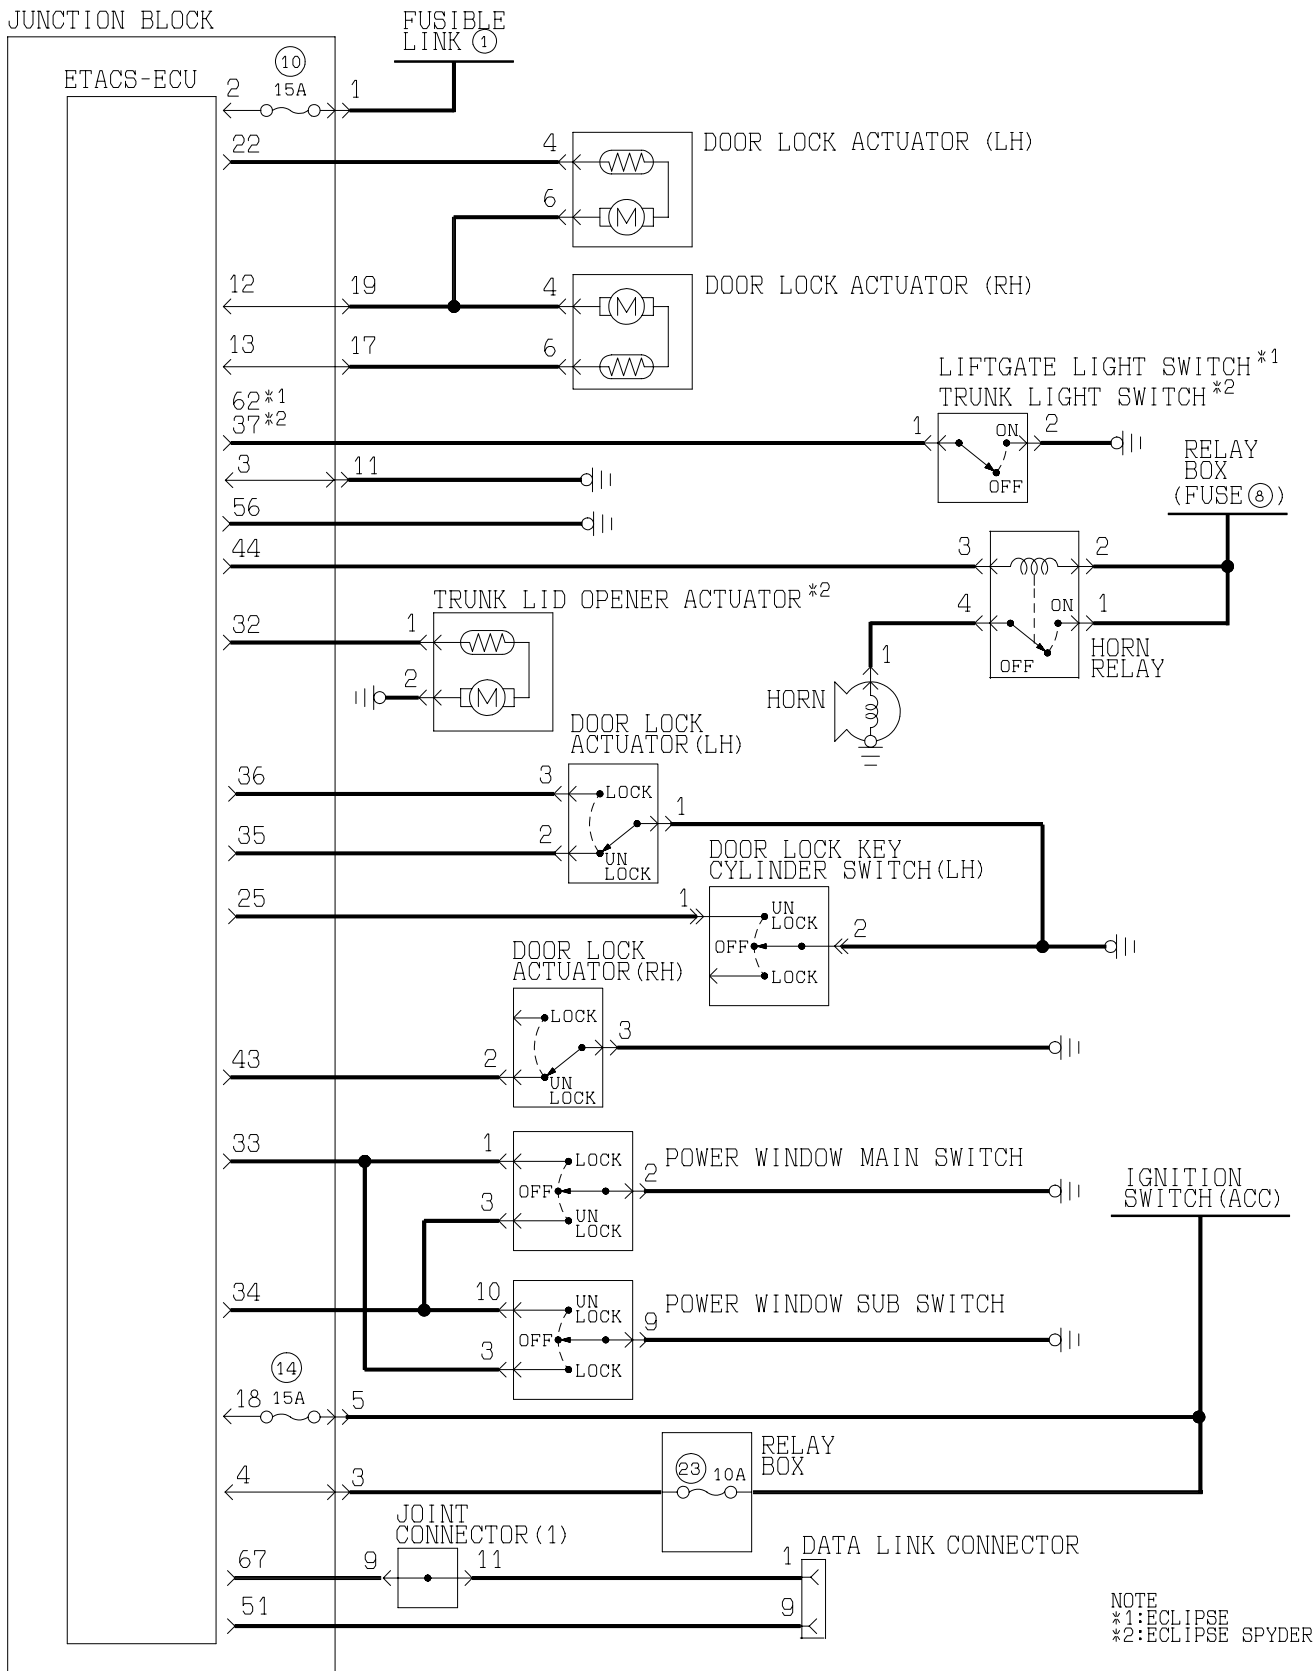 JUNCTION BLOCK
FUSIBLE
LINK ①
ETACS-ECU
⑩
2 15A 1
22 4 DOOR LOCK ACTUATOR (LH)
M
6
12 19 4 DOOR LOCK ACTUATOR (RH)
M
13 17 6
LIFTGATE LIGHT SWITCH *1
TRUNK LIGHT SWITCH *2
62*1
37*2
1 ON 2
OFF
3 11
RELAY
BOX
(FUSE ⑧)
56
44 3 2
4 ON 1
OFF
HORN
RELAY
TRUNK LID OPENER ACTUATOR *2
32 1
2 M
HORN 1
DOOR LOCK
ACTUATOR (LH)
36 3 LOCK
1
35 2 UN
LOCK
DOOR LOCK KEY
CYLINDER SWITCH (LH)
25 1 UN
LOCK
OFF 2
LOCK
DOOR LOCK
ACTUATOR (RH)
LOCK
3
43 2 UN
LOCK
33 1 LOCK POWER WINDOW MAIN SWITCH
OFF 2
3 UN
LOCK
IGNITION
SWITCH (ACC)
34 10 UN
LOCK
POWER WINDOW SUB SWITCH
OFF 9
3 LOCK
⑭
18 15A 5
4 3 ㉓ 10A
RELAY
BOX
JOINT
CONNECTOR (1)
67 9 11 1
DATA LINK CONNECTOR
51 9
NOTE
*1:ECLIPSE
*2:ECLIPSE SPYDER